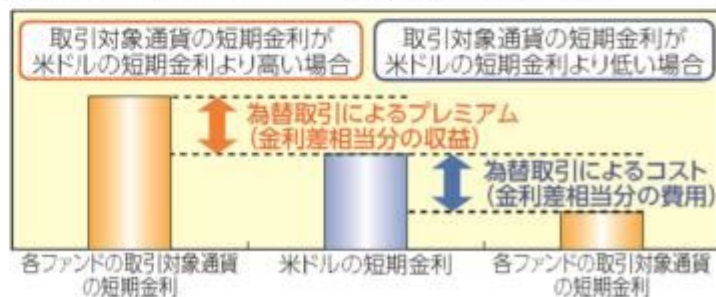 取引対象通貨の短期金利が
米ドルの短期金利より高い場合
取引対象通貨の短期金利が
米ドルの短期金利より低い場合
為替取引によるプレミアム
(金利差相当分の収益)
為替取引によるコスト
(金利差相当分の費用)
各ファンドの取引対象通貨
の短期金利
米ドルの短期金利
各ファンドの取引対象通貨
の短期金利